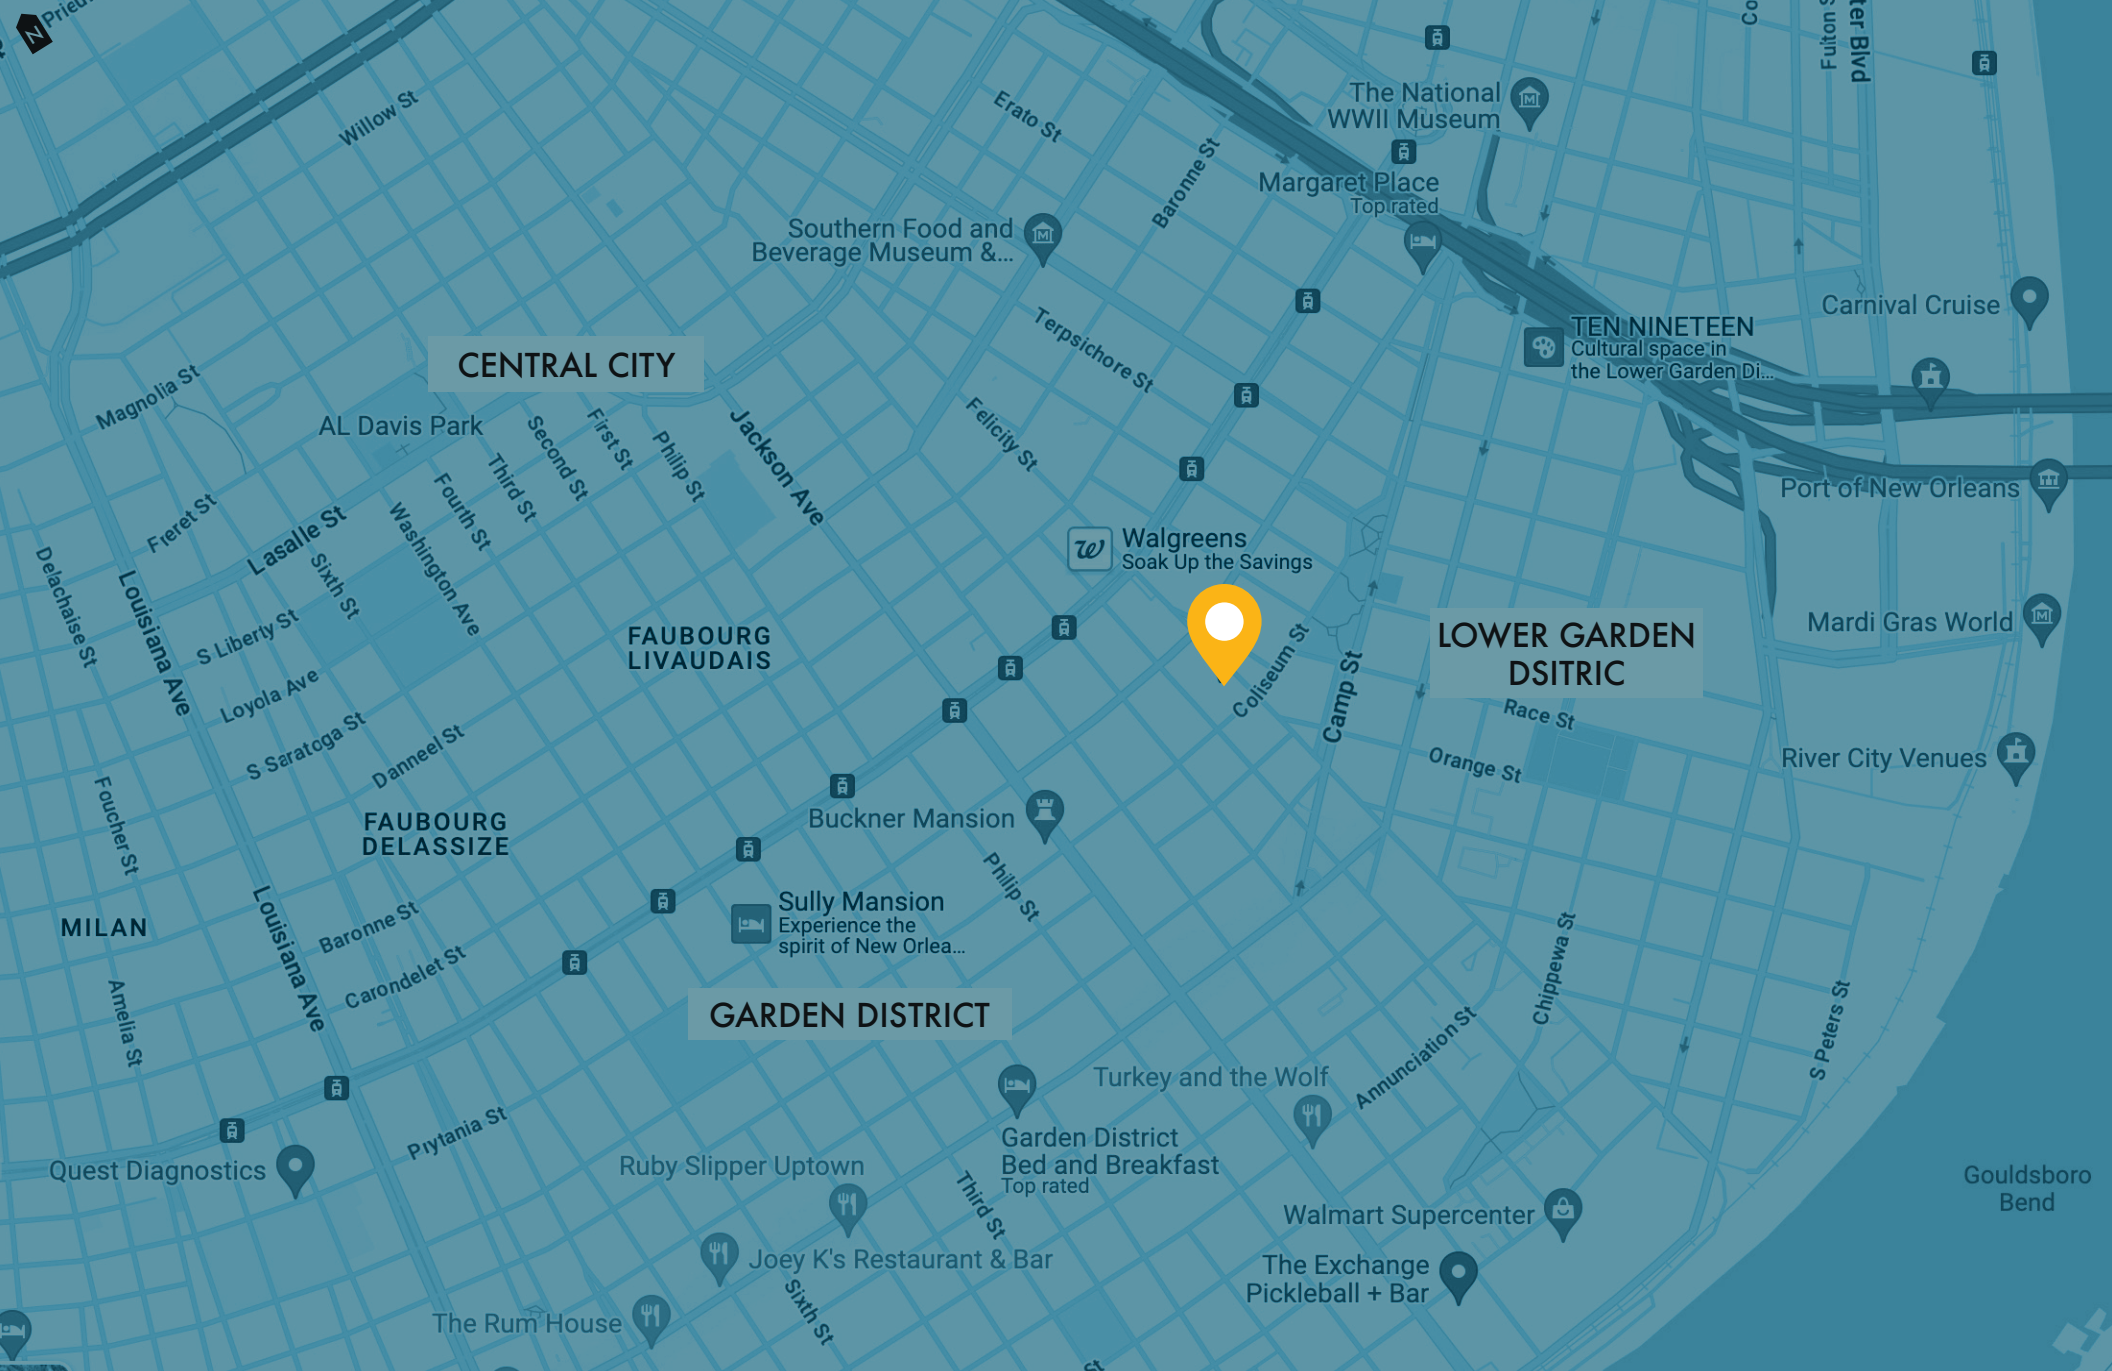 N
Willow St
Erato St
Baronne St
The National
WWII Museum
Margaret Place
Top rated
Fulton S
ter Blvd
Co
Southern Food and
Beverage Museum &...
Carnival Cruise
TEN NINETEEN
Cultural space in
the Lower Garden Di...
Terpsichore St
CENTRAL CITY
Magnolia St
AL Davis Park
Second St
First St
Philip St
Jackson Ave
Felicity St
Third St
Fourth St
Washington Ave
Freret St
Lasalle St
Sixth St
Port of New Orleans
Walgreens
Soak Up the Savings
Delachaise St
Louisiana Ave
S Liberty St
Loyola Ave
S Saratoga St
Danneel St
FAUBOURG
LIVAUDAIS
Coliseum St
Camp St
LOWER GARDEN
DSITRIC
Mardi Gras World
Race St
Orange St
River City Venues
Foucher St
FAUBOURG
DELASSIZE
Buckner Mansion
Philip St
Sully Mansion
Experience the
spirit of New Orlea...
MILAN
Louisiana Ave
Baronne St
Carondelet St
Amelia St
GARDEN DISTRICT
Chippewa St
S Peters St
Annunciation St
Turkey and the Wolf
Garden District
Bed and Breakfast
Top rated
Prytania St
Quest Diagnostics
Ruby Slipper Uptown
Third St
Gouldsboro
Bend
Walmart Supercenter
Joey K's Restaurant & Bar
The Exchange
Pickleball + Bar
Sixth St
The Rum House
St